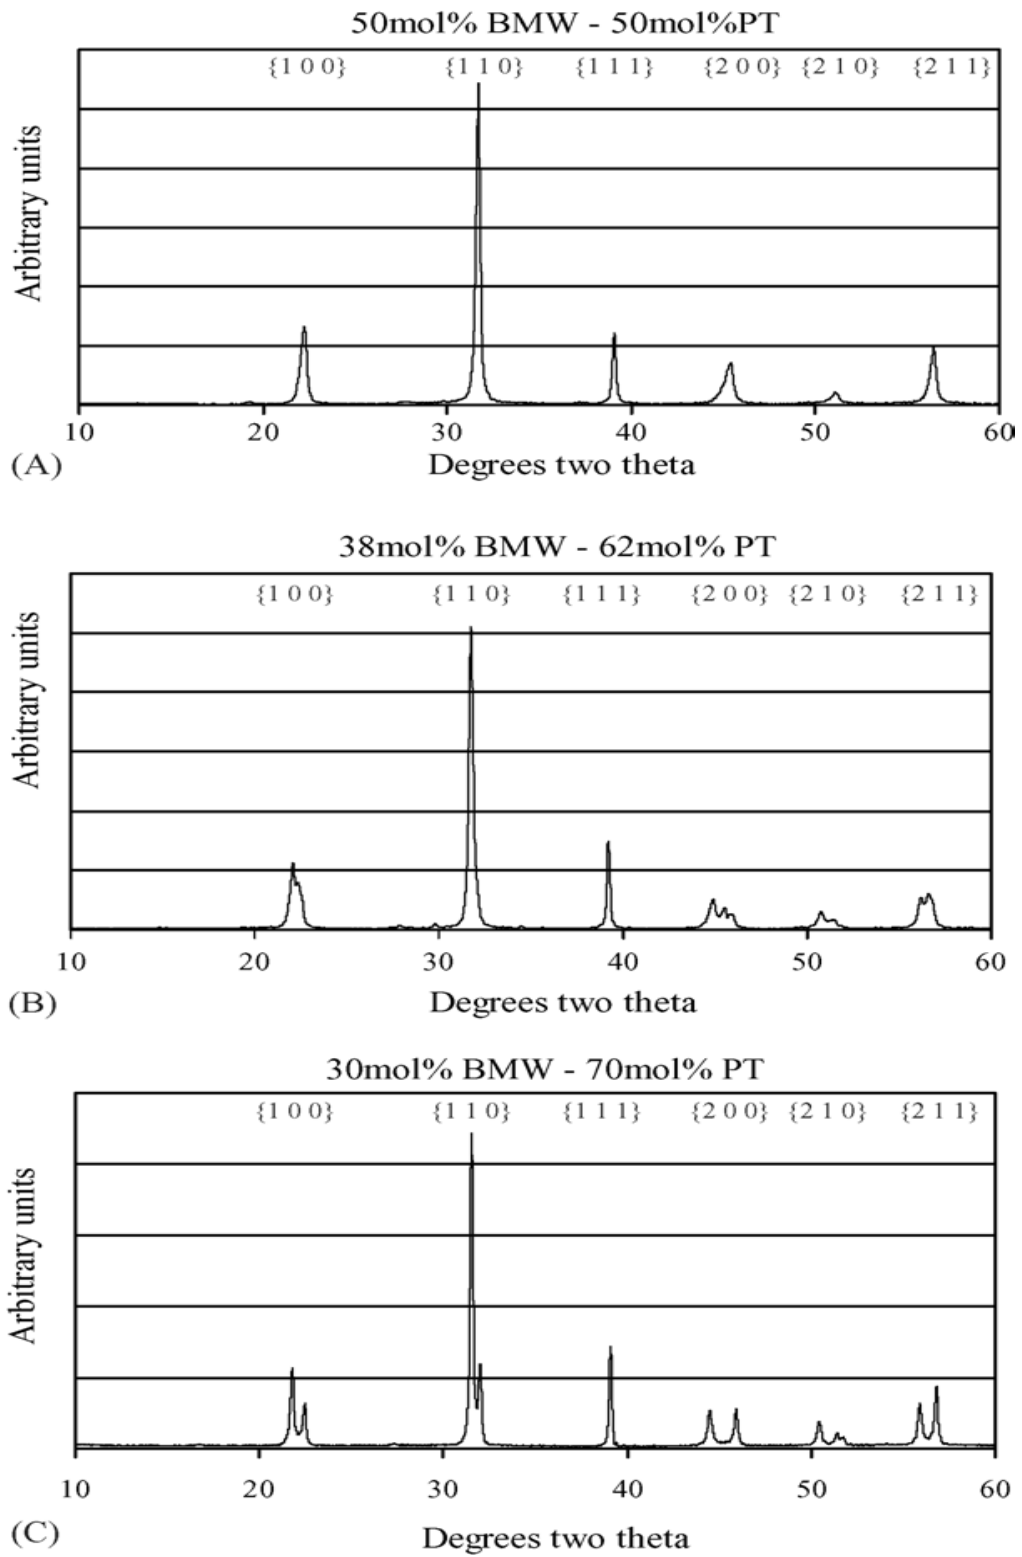 50mol% BMW - 50mol%PT
{1 0 0} {1 1 0} {1 1 1} {2 0 0} {2 1 0} {2 1 1}
Arbitrary units
10 20 30 40 50 60
Degrees two theta
(A)
38mol% BMW - 62mol% PT
{1 0 0} {1 1 0} {1 1 1} {2 0 0} {2 1 0} {2 1 1}
Arbitrary units
10 20 30 40 50 60
Degrees two theta
(B)
30mol% BMW - 70mol% PT
{1 0 0} {1 1 0} {1 1 1} {2 0 0} {2 1 0} {2 1 1}
Arbitrary units
10 20 30 40 50 60
Degrees two theta
(C)